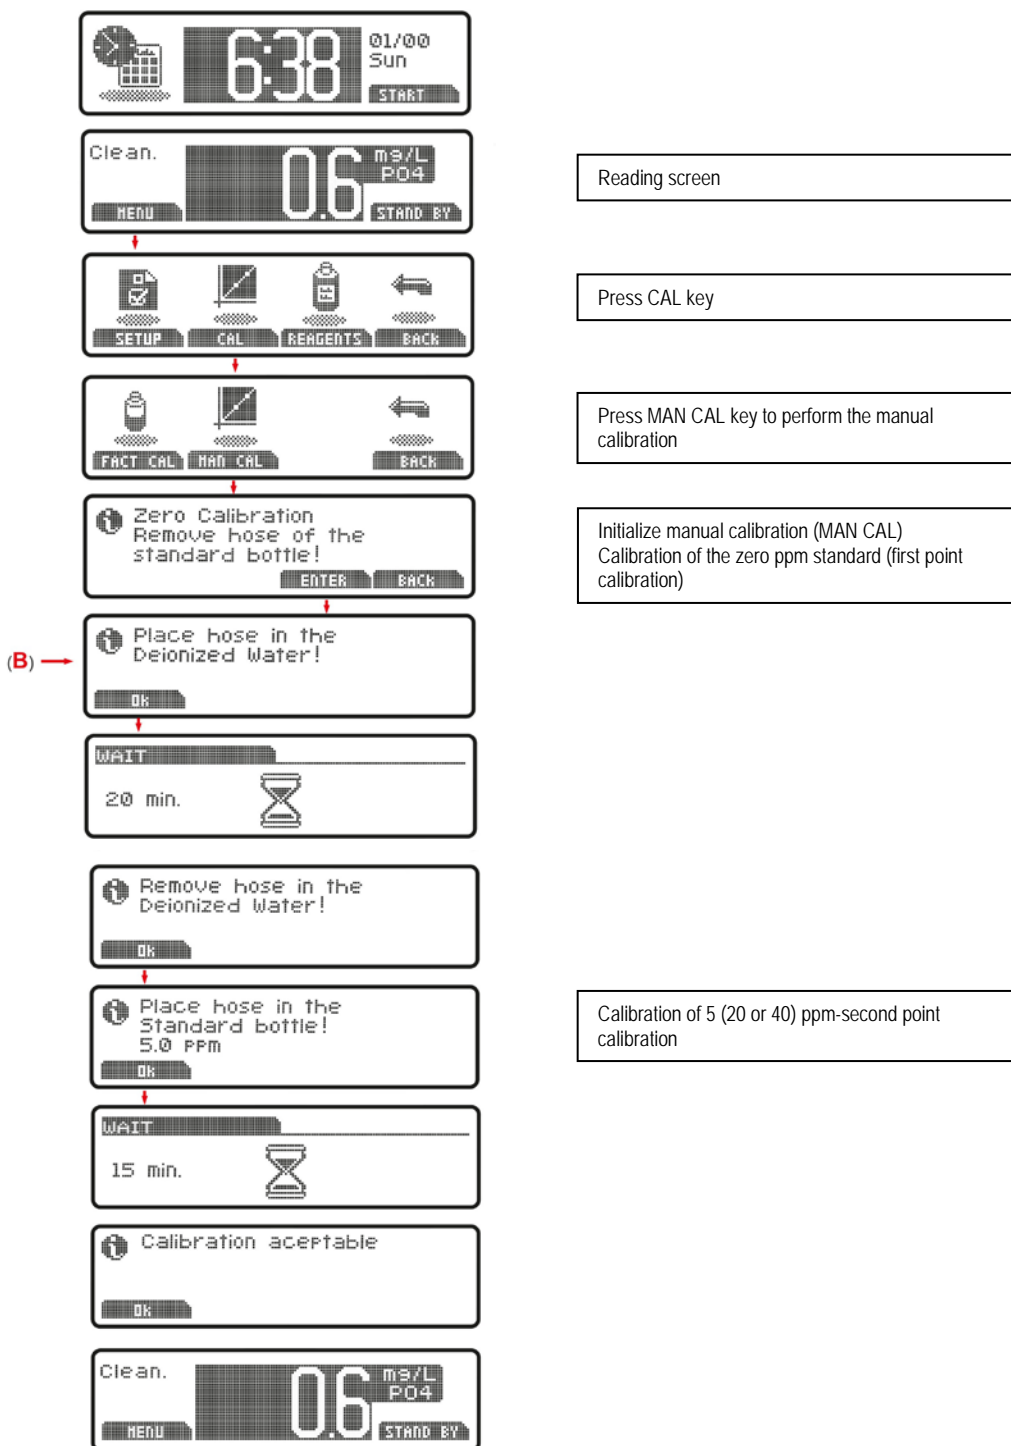 6:38
01/00
Sun
START
Clean.
0.6
mg/L
PO4
MENU
STAND BY
Reading screen
SETUP
CAL
REAGENTS
BACK
Press CAL key
FACT CAL
MAN CAL
BACK
Press MAN CAL key to perform the manual
calibration
Zero Calibration
Remove hose of the
standard bottle!
ENTER
BACK
Initialize manual calibration (MAN CAL)
Calibration of the zero ppm standard (first point
calibration)
(B)
Place hose in the
Deionized Water!
Ok
WAIT
20 min.
Remove hose in the
Deionized Water!
Ok
Place hose in the
Standard bottle!
5.0 ppm
Ok
Calibration of 5 (20 or 40) ppm-second point
calibration
WAIT
15 min.
Calibration aceptable
Ok
Clean.
0.6
mg/L
PO4
MENU
STAND BY